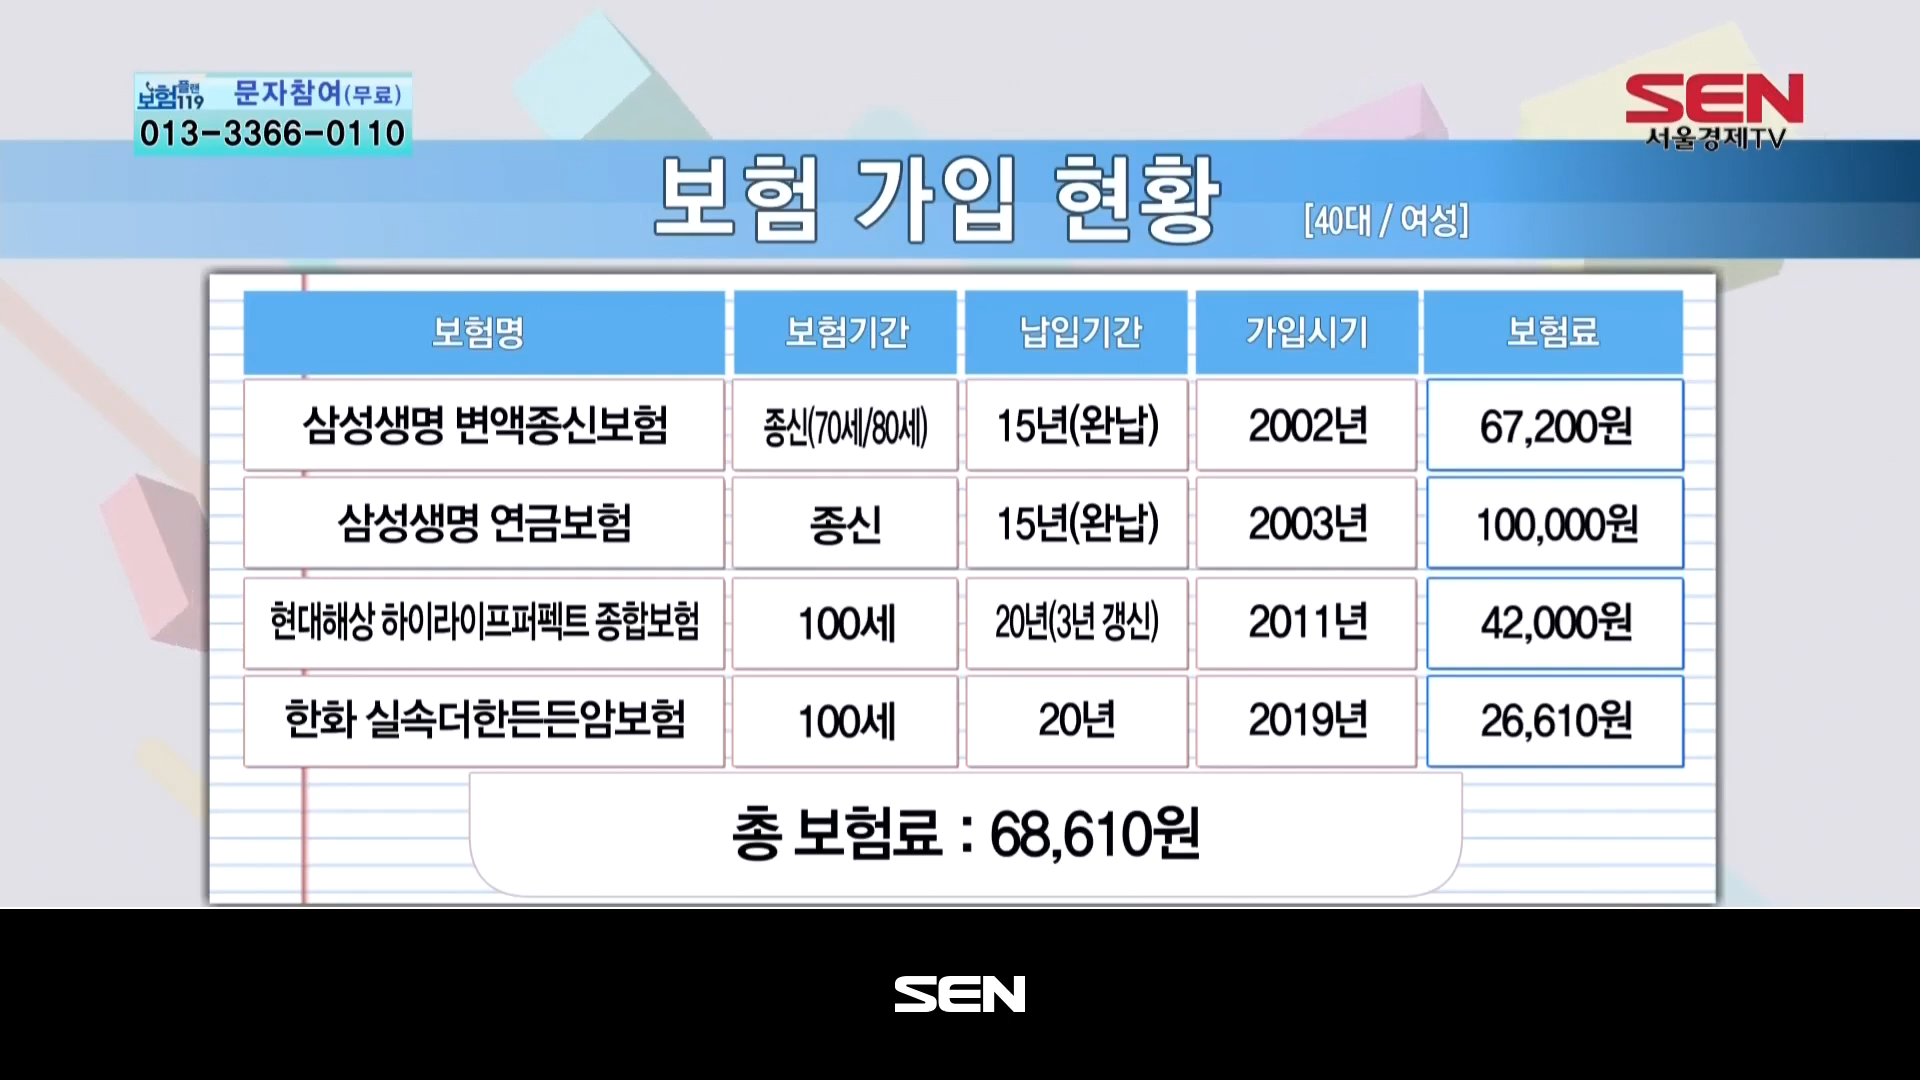 보험플랜119 문자참여(무료)
013-3366-0110
SEN
서울경제TV
보험 가입 현황 [40대 / 여성]
보험명 보험기간 납입기간 가입시기 보험료
삼성생명 변액종신보험 종신(70세/80세) 15년(완납) 2002년 67,200원
삼성생명 연금보험 종신 15년(완납) 2003년 100,000원
현대해상 하이라이프퍼펙트 종합보험 100세 20년(3년 갱신) 2011년 42,000원
한화 실속더한든든암보험 100세 20년 2019년 26,610원
총 보험료 : 68,610원
SEN